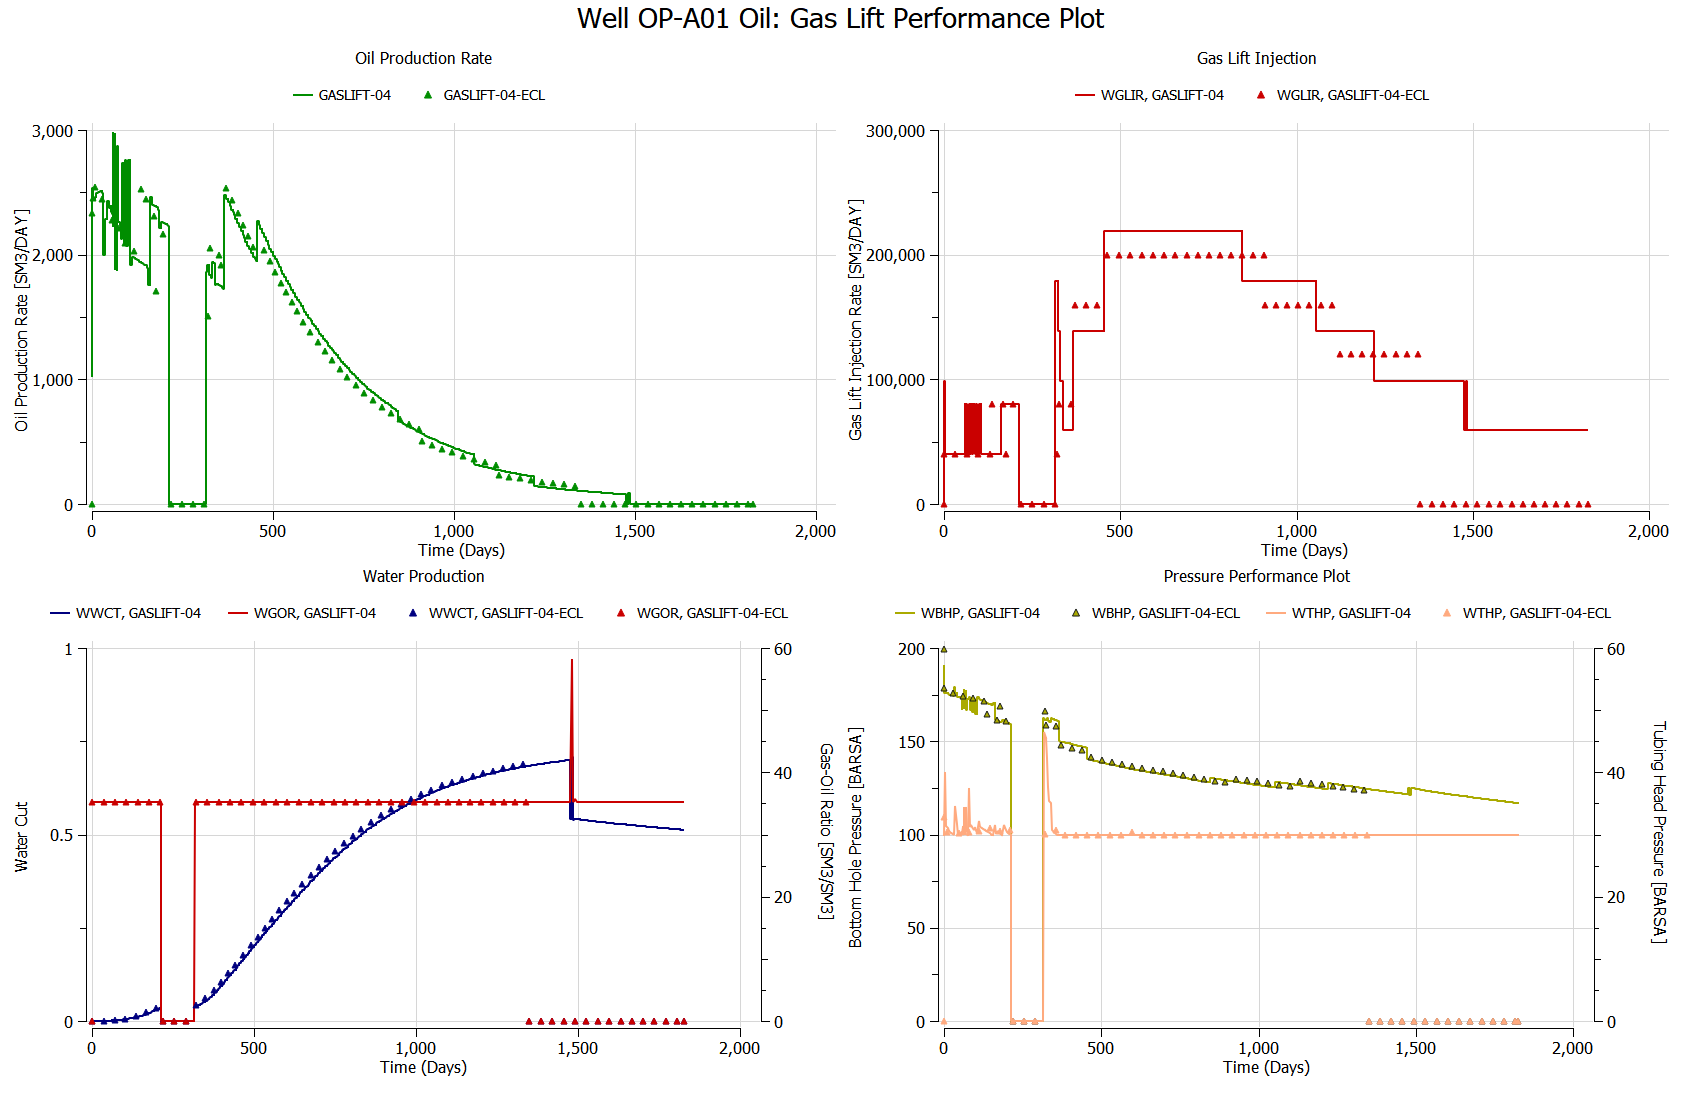 Well OP-A01 Oil: Gas Lift Performance Plot
Oil Production Rate
GASLIFT-04 GASLIFT-04-ECL
3,000
2,000
1,000
0
Oil Production Rate [SM3/DAY]
0 500 1,000 1,500 2,000
Time (Days)
Gas Lift Injection
WGLIR, GASLIFT-04 WGLIR, GASLIFT-04-ECL
300,000
200,000
100,000
0
Gas Lift Injection Rate [SM3/DAY]
0 500 1,000 1,500 2,000
Time (Days)
Water Production
WWCT, GASLIFT-04 WGOR, GASLIFT-04 WWCT, GASLIFT-04-ECL WGOR, GASLIFT-04-ECL
1
0.5
0
Water Cut
60
40
20
0
Gas-Oil Ratio [SM3/SM3]
0 500 1,000 1,500 2,000
Time (Days)
Pressure Performance Plot
WBHP, GASLIFT-04 WBHP, GASLIFT-04-ECL WTHP, GASLIFT-04 WTHP, GASLIFT-04-ECL
200
150
100
50
0
Bottom Hole Pressure [BARSA]
60
40
20
0
Tubing Head Pressure [BARSA]
0 500 1,000 1,500 2,000
Time (Days)